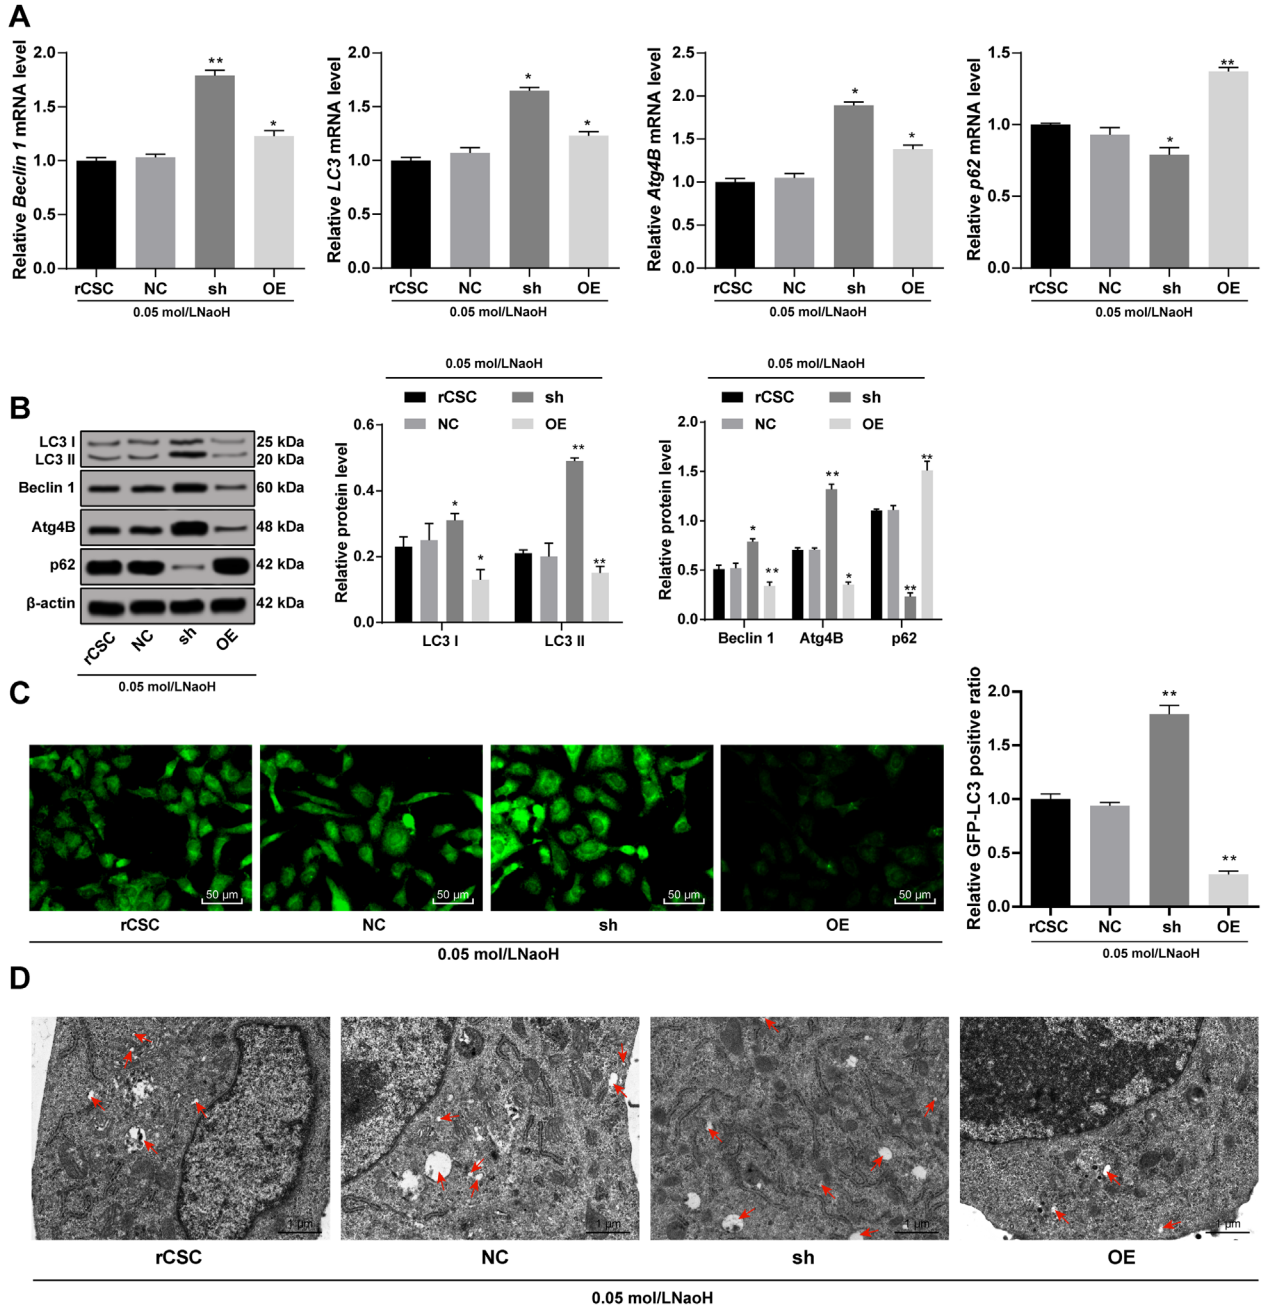 A
Relative Beclin 1 mRNA level
2.0
1.5
1.0
0.5
0.0
**
*
rCSC NC sh OE
0.05 mol/LNaoH
Relative LC3 mRNA level
2.0
1.5
1.0
0.5
0.0
*
*
rCSC NC sh OE
0.05 mol/LNaoH
Relative Atg4B mRNA level
2.5
2.0
1.5
1.0
0.5
0.0
*
*
rCSC NC sh OE
0.05 mol/LNaoH
Relative p62 mRNA level
1.5
1.0
0.5
0.0
*
**
rCSC NC sh OE
0.05 mol/LNaoH
B
LC3 I 25 kDa
LC3 II 20 kDa
Beclin 1 60 kDa
Atg4B 48 kDa
p62 42 kDa
β-actin 42 kDa
rCSC NC sh OE
0.05 mol/LNaoH
0.05 mol/LNaoH
rCSC sh
NC OE
Relative protein level
0.6
0.4
0.2
0.0
*
*
**
**
LC3 I LC3 II
0.05 mol/LNaoH
rCSC sh
NC OE
Relative protein level
2.0
1.5
1.0
0.5
0.0
*
**
**
*
**
**
Beclin 1 Atg4B p62
C
50 µm
50 µm
50 µm
50 µm
rCSC NC sh OE
0.05 mol/LNaoH
Relative GFP-LC3 positive ratio
2.0
1.5
1.0
0.5
0.0
**
**
rCSC NC sh OE
0.05 mol/LNaoH
D
1 µm
1 µm
1 µm
1 µm
rCSC NC sh OE
0.05 mol/LNaoH